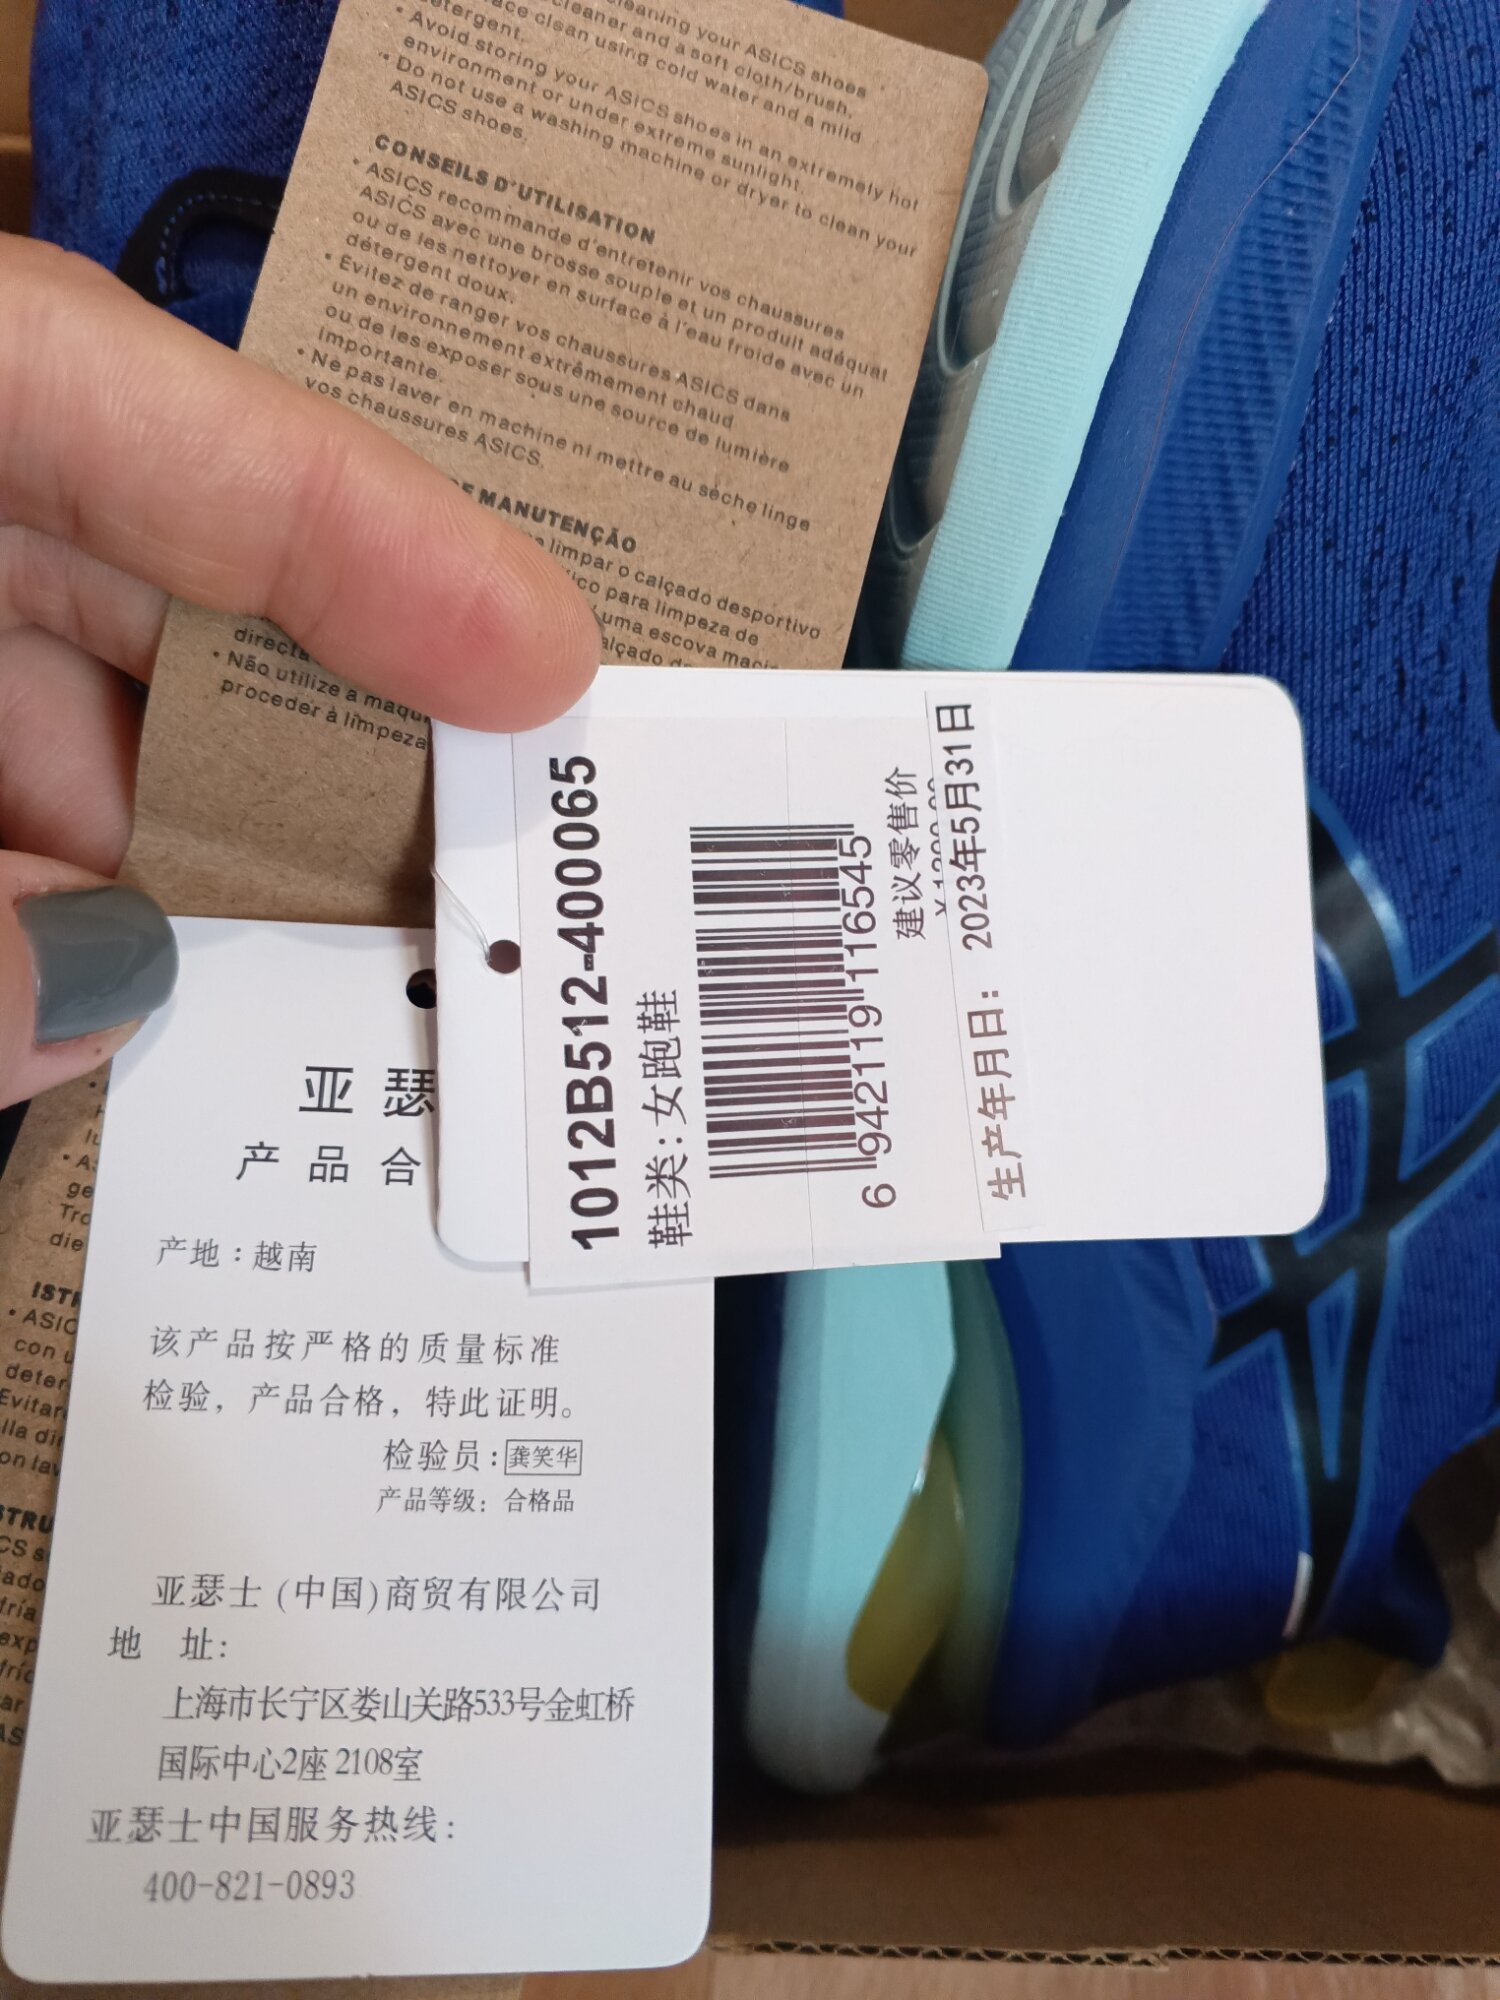 cleaning your ASICS shoes
cleaner and a soft cloth/brush.
clean using cold water and a mild
detergent.
• Avoid storing your ASICS shoes in an extremely hot
environment or under extreme sunlight.
• Do not use a washing machine or dryer to clean your
ASICS shoes.
CONSEILS D'UTILISATION
• ASICS recommande d'entretenir vos chaussures
ASICS avec une brosse souple et un produit adéquat
ou de les nettoyer en surface à l'eau froide avec un
détergent doux.
• Evitez de ranger vos chaussures ASICS dans
un environnement extrêmement chaud
ou de les exposer sous une source de lumière
importante.
• Ne pas laver en machine ni mettre au sèche linge
vos chaussures ASICS.
DE MANUTENÇÃO
limpar o calçado desportivo
para limpeza de
uma escova
directa
• Não utilize a
proceder à limpeza
1012B512-400065
鞋类:女跑鞋
6 942119 116545
建议零售价
生产年月日: 2023年5月31日
亚 瑟
产 品 合
产地:越南
该产品按严格的质量标准
检验,产品合格,特此证明。
检验员:龚笑华
产品等级:合格品
亚瑟士(中国)商贸有限公司
地 址:
上海市长宁区娄山关路533号金虹桥
国际中心2座 2108室
亚瑟士中国服务热线:
400-821-0893